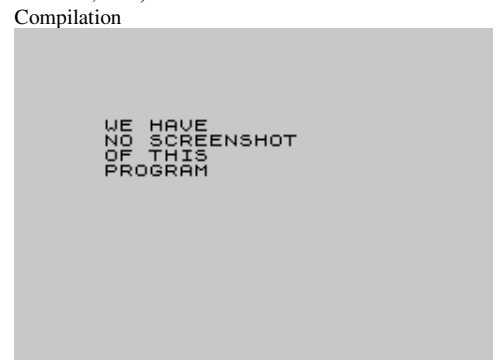 Compilation
WE HAVE
NO SCREENSHOT
OF THIS
PROGRAM